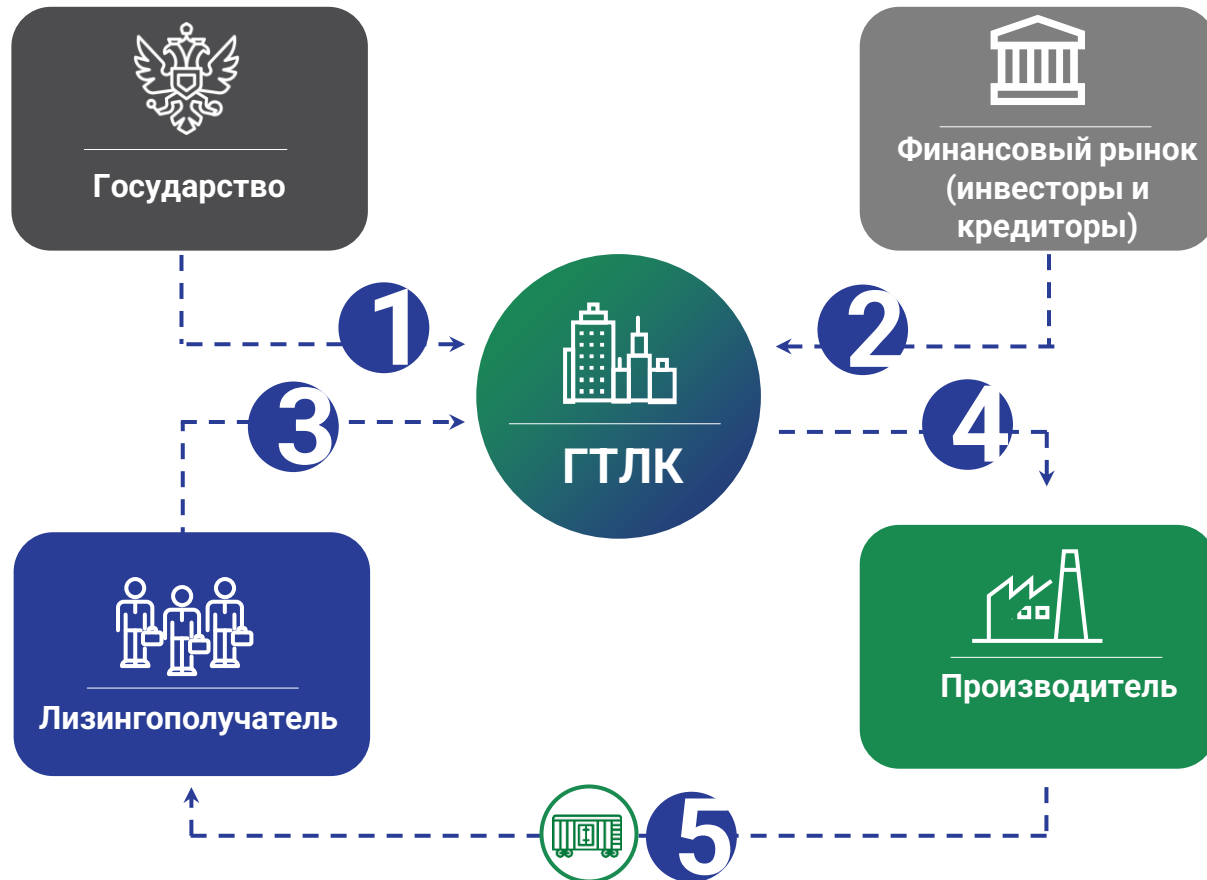 Государство
Финансовый рынок
(инвесторы и
кредиторы)
1
2
3
4
ГТЛК
Лизингополучатель
Производитель
5